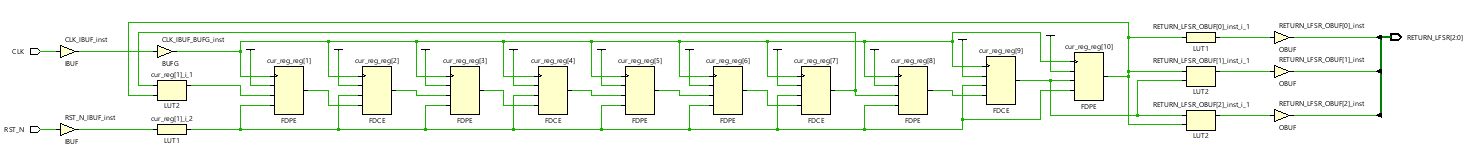 CLK
CLK_IBUF_inst
IBUF
CLK_IBUF_BUFG_inst
BUFG
cur_reg[1]_i_1
LUT2
RST_N
RST_N_IBUF_inst
IBUF
cur_reg[1]_i_2
LUT1
cur_reg_reg[1]
FDPE
cur_reg_reg[2]
FDCE
cur_reg_reg[3]
FDPE
cur_reg_reg[4]
FDCE
cur_reg_reg[5]
FDPE
cur_reg_reg[6]
FDPE
cur_reg_reg[7]
FDCE
cur_reg_reg[8]
FDPE
cur_reg_reg[9]
FDCE
cur_reg_reg[10]
FDPE
RETURN_LFSR_OBUF[0]_inst_i_1
LUT1
RETURN_LFSR_OBUF[0]_inst
OBUF
RETURN_LFSR_OBUF[1]_inst_i_1
LUT2
RETURN_LFSR_OBUF[1]_inst
OBUF
RETURN_LFSR_OBUF[2]_inst_i_1
LUT2
RETURN_LFSR_OBUF[2]_inst
OBUF
RETURN_LFSR[2:0]